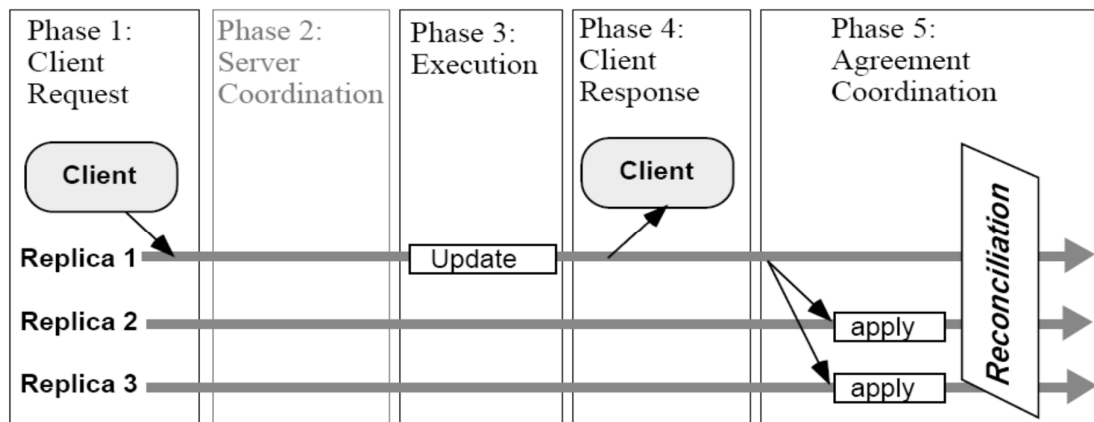 Phase 1:
Client
Request
Phase 2:
Server
Coordination
Phase 3:
Execution
Phase 4:
Client
Response
Phase 5:
Agreement
Coordination
Client
Client
Replica 1
Update
Replica 2
apply
Replica 3
apply
Reconciliation